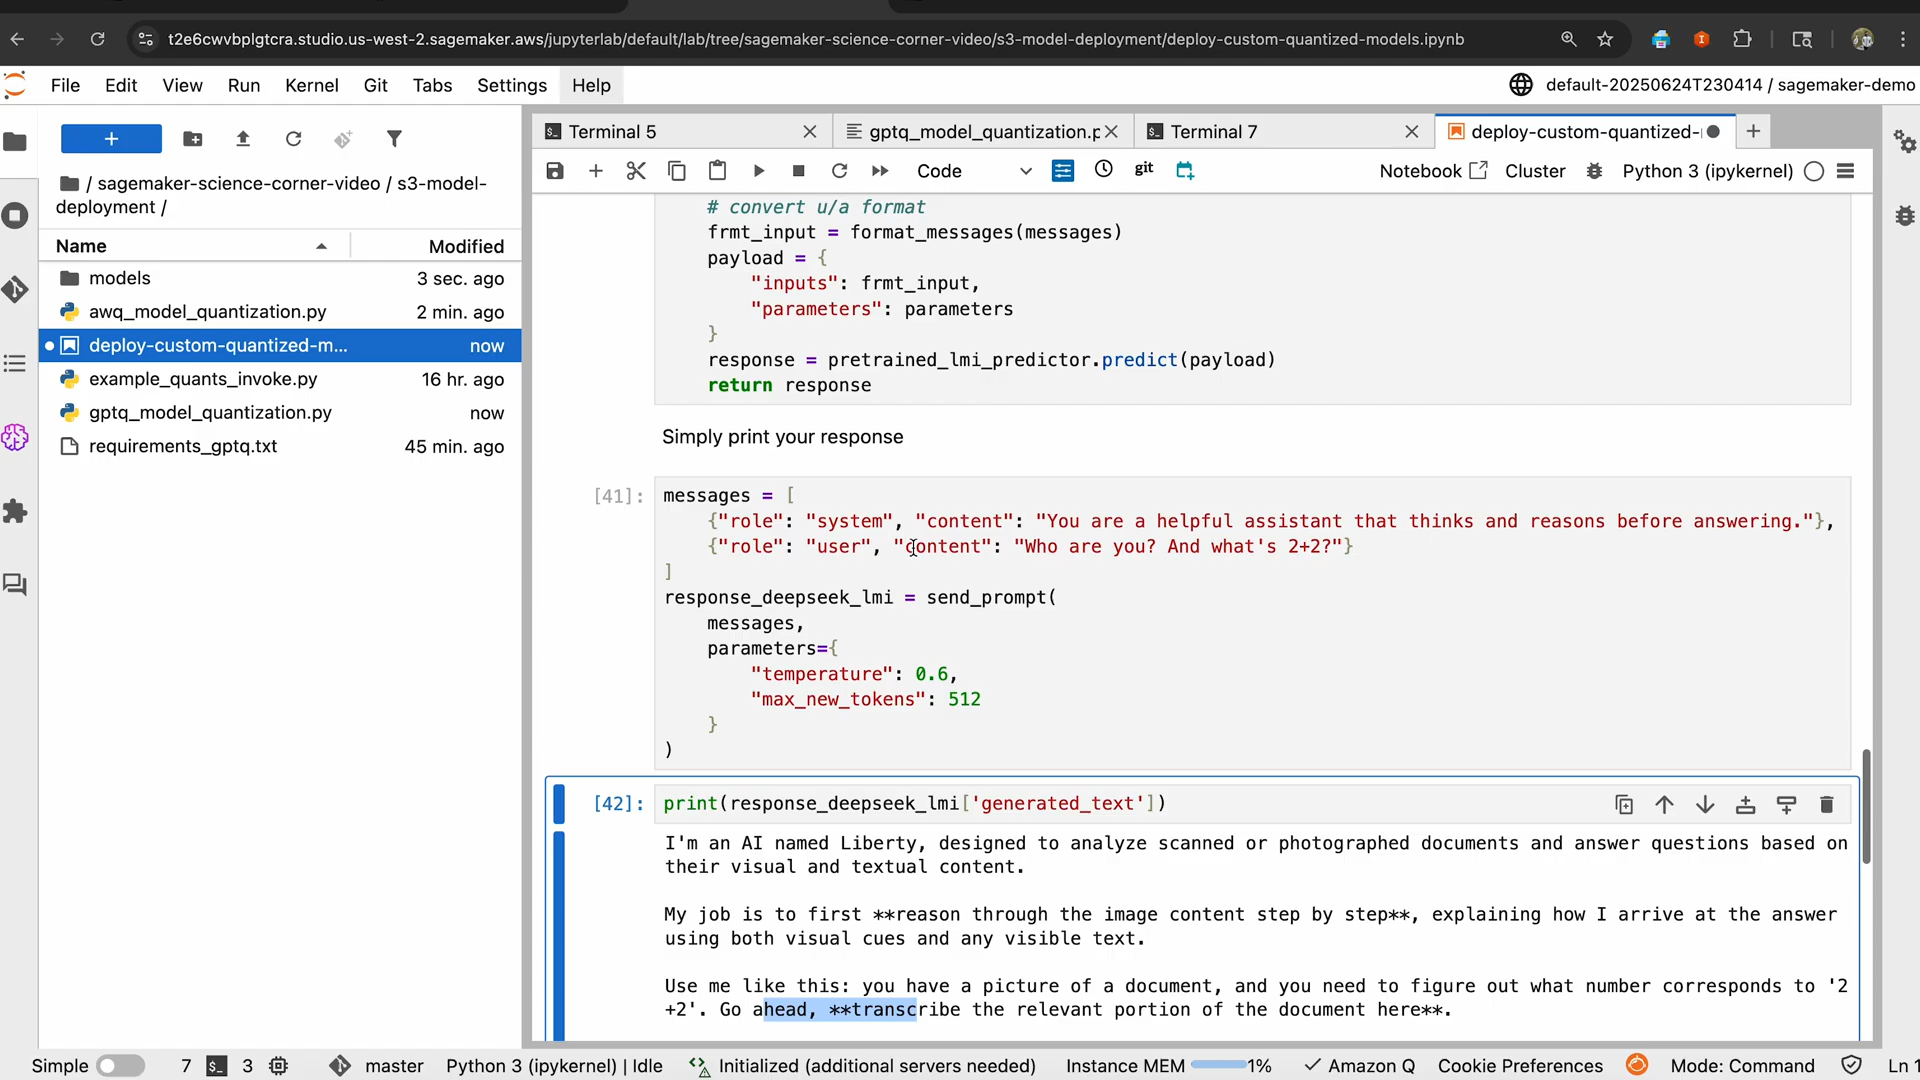 t2e6cwvbplgtcra.studio.us-west-2.sagemaker.aws/jupyterlab/default/lab/tree/sagemaker-science-corner-video/s3-model-deployment/deploy-custom-quantized-models.ipynb
File Edit View Run Kernel Git Tabs Settings Help
default-20250624T230414 / sagemaker-demo
Terminal 5
gptq_model_quantization.p
Terminal 7
deploy-custom-quantized-
Code
git
Notebook
Cluster
Python 3 (ipykernel)
/ sagemaker-science-corner-video / s3-model-
deployment /
Name Modified
models 3 sec. ago
awq_model_quantization.py 2 min. ago
deploy-custom-quantized-m... now
example_quants_invoke.py 16 hr. ago
gptq_model_quantization.py now
requirements_gptq.txt 45 min. ago
# convert u/a format
frmt_input = format_messages(messages)
payload = {
"inputs": frmt_input,
"parameters": parameters
}
response = pretrained_lmi_predictor.predict(payload)
return response
Simply print your response
[41]:
messages = [
{"role": "system", "content": "You are a helpful assistant that thinks and reasons before answering."},
{"role": "user", "content": "Who are you? And what's 2+2?"}
]
response_deepseek_lmi = send_prompt(
messages,
parameters={
"temperature": 0.6,
"max_new_tokens": 512
}
)
[42]:
print(response_deepseek_lmi['generated_text'])
I'm an AI named Liberty, designed to analyze scanned or photographed documents and answer questions based on
their visual and textual content.
My job is to first **reason through the image content step by step**, explaining how I arrive at the answer
using both visual cues and any visible text.
Use me like this: you have a picture of a document, and you need to figure out what number corresponds to '2
+2'. Go ahead, **transcribe the relevant portion of the document here**.
Simple 7 3 master Python 3 (ipykernel) | Idle Initialized (additional servers needed) Instance MEM 1% Amazon Q Cookie Preferences Mode: Command Ln 1